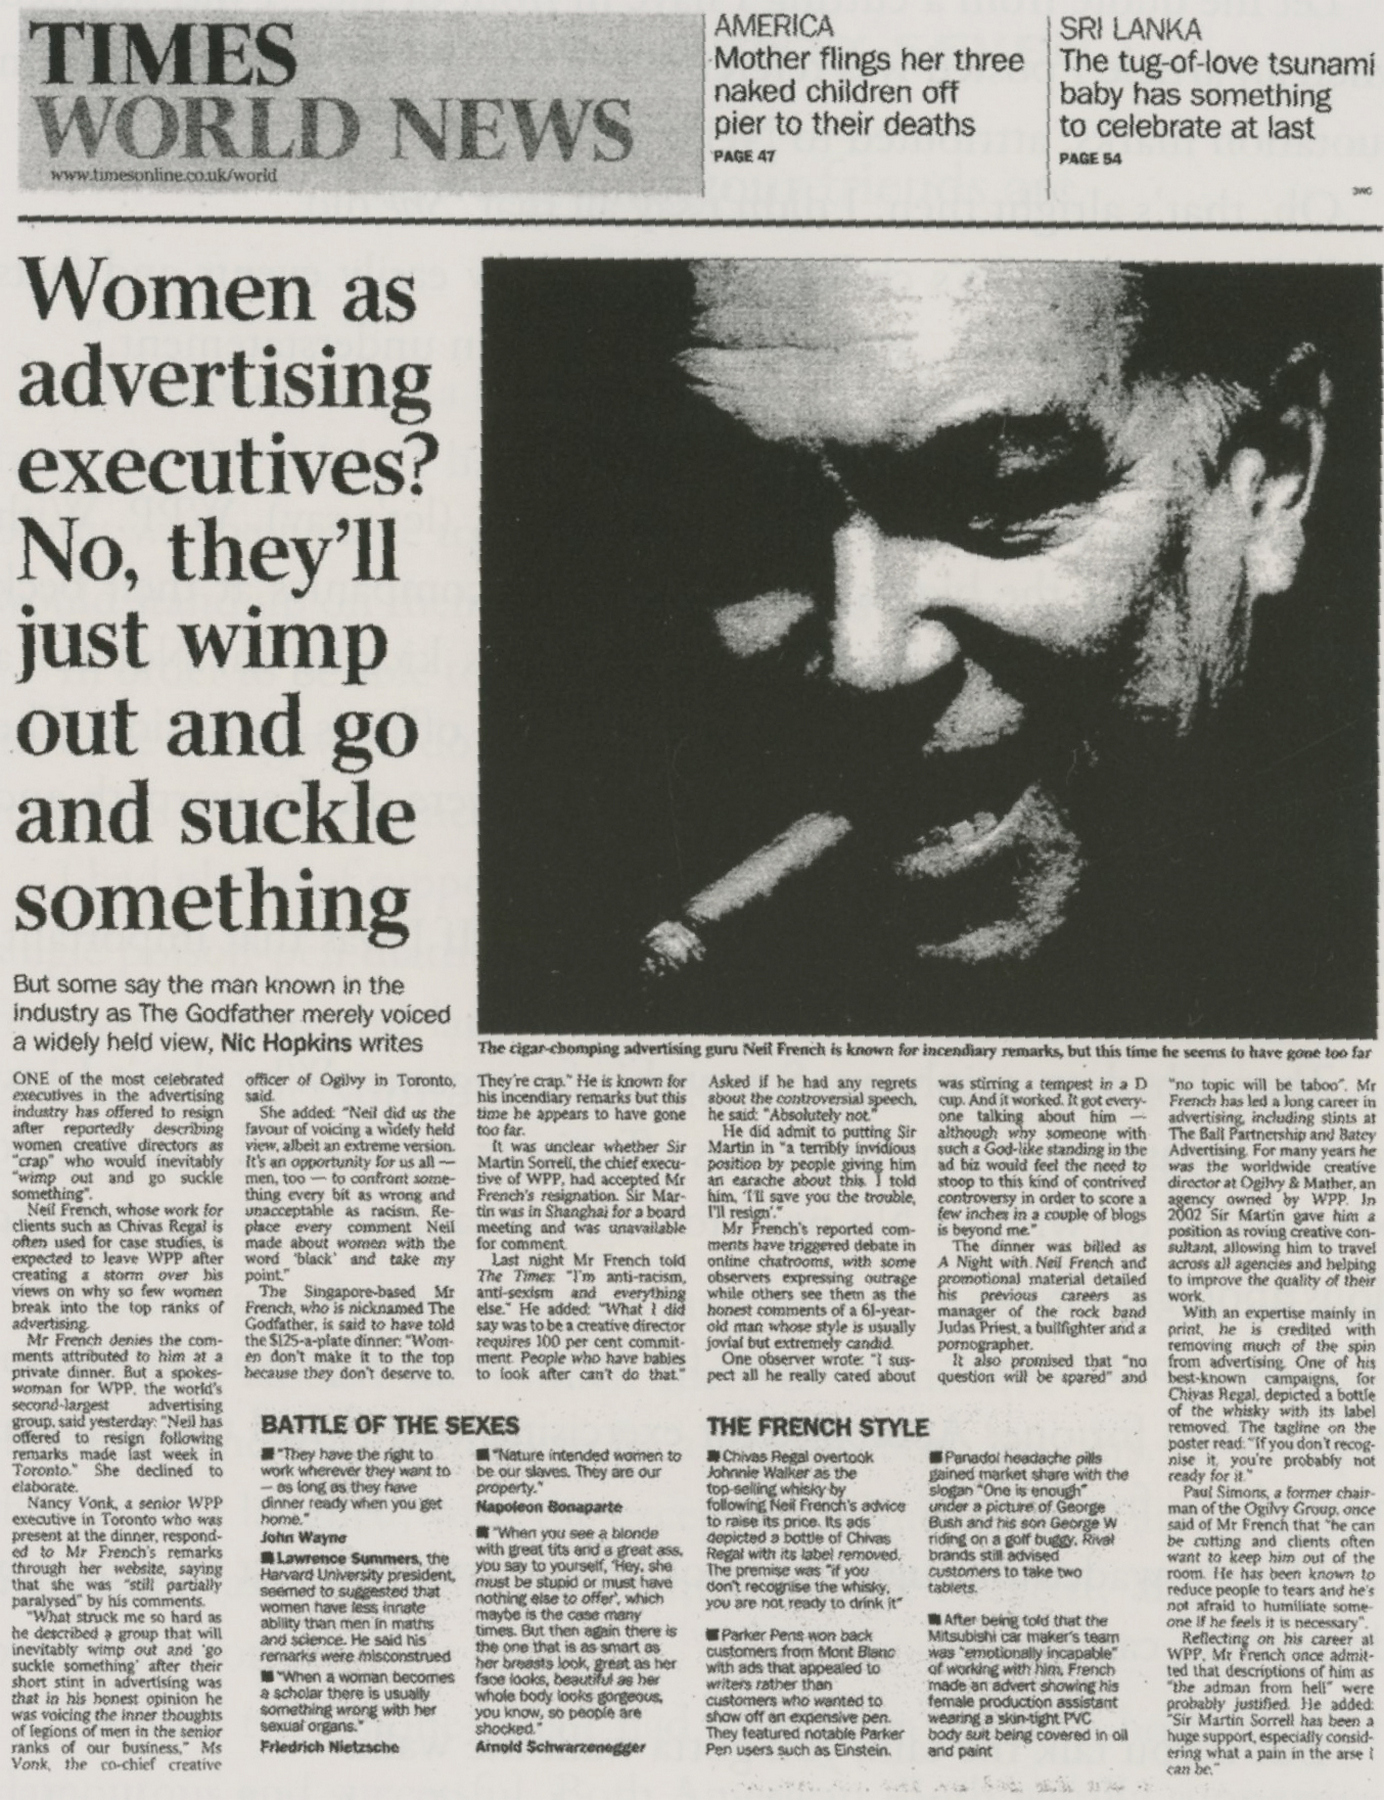 TIMES
WORLD NEWS
www.timesonline.co.uk/world
AMERICA
Mother flings her three
naked children off
pier to their deaths
PAGE 47
SRI LANKA
The tug-of-love tsunami
baby has something
to celebrate at last
PAGE 54
3WG
Women as
advertising
executives?
No, they'll
just wimp
out and go
and suckle
something
But some say the man known in the
industry as The Godfather merely voiced
a widely held view, Nic Hopkins writes
The cigar-chomping advertising guru Neil French is known for incendiary remarks, but this time he seems to have gone too far
ONE of the most celebrated
executives in the advertising
industry has offered to resign
after reportedly describing
women creative directors as
"crap" who would inevitably
"wimp out and go suckle
something".
Neil French, whose work for
clients such as Chivas Regal is
often used for case studies, is
expected to leave WPP after
creating a storm over his
views on why so few women
break into the top ranks of
advertising.
Mr French denies the com-
ments attributed to him at a
private dinner. But a spokes-
woman for WPP, the world's
second-largest advertising
group, said yesterday: "Neil has
offered to resign following
remarks made last week in
Toronto." She declined to
elaborate.
Nancy Vonk, a senior WPP
executive in Toronto who was
present at the dinner, respond-
ed to Mr French's remarks
through her website, saying
that she was "still partially
paralysed" by his comments.
"What struck me so hard as
he described a group that will
inevitably wimp out and 'go
suckle something' after their
short stint in advertising was
that in his honest opinion he
was voicing the inner thoughts
of legions of men in the senior
ranks of our business," Ms
Vonk, the co-chief creative
officer of Ogilvy in Toronto,
said.
She added: "Neil did us the
favour of voicing a widely held
view, albeit an extreme version.
It's an opportunity for us all —
men, too — to confront some-
thing every bit as wrong and
unacceptable as racism. Re-
place every comment Neil
made about women with the
word 'black' and take my
point."
The Singapore-based Mr
French, who is nicknamed The
Godfather, is said to have told
the $125-a-plate dinner: "Wom-
en don't make it to the top
because they don't deserve to.
They're crap." He is known for
his incendiary remarks but this
time he appears to have gone
too far.
It was unclear whether Sir
Martin Sorrell, the chief execu-
tive of WPP, had accepted Mr
French's resignation. Sir Mar-
tin was in Shanghai for a board
meeting and was unavailable
for comment.
Last night Mr French told
The Times: "I'm anti-racism,
anti-sexism and everything
else." He added: "What I did
say was to be a creative director
requires 100 per cent commit-
ment. People who have babies
to look after can't do that."
Asked if he had any regrets
about the controversial speech,
he said: "Absolutely not."
He did admit to putting Sir
Martin in "a terribly invidious
position by people giving him
an earache about this. I told
him, 'I'll save you the trouble,
I'll resign'."
Mr French's reported com-
ments have triggered debate in
online chatrooms, with some
observers expressing outrage
while others see them as the
honest comments of a 61-year-
old man whose style is usually
jovial but extremely candid.
One observer wrote: "I sus-
pect all he really cared about
was stirring a tempest in a D
cup. And it worked. It got every-
one talking about him —
although why someone with
such a God-like standing in the
ad biz would feel the need to
stoop to this kind of contrived
controversy in order to score a
few inches in a couple of blogs
is beyond me."
The dinner was billed as
A Night with Neil French and
promotional material detailed
his previous careers as
manager of the rock band
Judas Priest, a bullfighter and a
pornographer.
It also promised that "no
question will be spared" and
"no topic will be taboo". Mr
French has led a long career in
advertising, including stints at
The Ball Partnership and Batey
Advertising. For many years he
was the worldwide creative
director at Ogilvy & Mather, an
agency owned by WPP. In
2002 Sir Martin gave him a
position as roving creative con-
sultant, allowing him to travel
across all agencies and helping
to improve the quality of their
work.
With an expertise mainly in
print, he is credited with
removing much of the spin
from advertising. One of his
best-known campaigns, for
Chivas Regal, depicted a bottle
of the whisky with its label
removed. The tagline on the
poster read: "If you don't recog-
nise it, you're probably not
ready for it."
Paul Simons, a former chair-
man of the Ogilvy Group, once
said of Mr French that "he can
be cutting and clients often
want to keep him out of the
room. He has been known to
reduce people to tears and he's
not afraid to humiliate some-
one if he feels it is necessary".
Reflecting on his career at
WPP, Mr French once admit-
ted that descriptions of him as
"the adman from hell" were
probably justified. He added:
"Sir Martin Sorrell has been a
huge support, especially consid-
ering what a pain in the arse I
can be."
BATTLE OF THE SEXES
■ "They have the right to
work wherever they want to
— as long as they have
dinner ready when you get
home."
John Wayne
■ Lawrence Summers, the
Harvard University president,
seemed to suggested that
women have less innate
ability than men in maths
and science. He said his
remarks were misconstrued
■ "When a woman becomes
a scholar there is usually
something wrong with her
sexual organs."
Friedrich Nietzsche
■ "Nature intended women to
be our slaves. They are our
property."
Napoleon Bonaparte
■ "When you see a blonde
with great tits and a great ass,
you say to yourself, 'Hey, she
must be stupid or must have
nothing else to offer', which
maybe is the case many
times. But then again there is
the one that is as smart as
her breasts look, great as her
face looks, beautiful as her
whole body looks gorgeous,
you know, so people are
shocked."
Arnold Schwarzenegger
THE FRENCH STYLE
■ Chivas Regal overtook
Johnnie Walker as the
top-selling whisky by
following Neil French's advice
to raise its price. Its ads
depicted a bottle of Chivas
Regal with its label removed.
The premise was "if you
don't recognise the whisky,
you are not ready to drink it"
■ Parker Pens won back
customers from Mont Blanc
with ads that appealed to
writers rather than
customers who wanted to
show off an expensive pen.
They featured notable Parker
Pen users such as Einstein.
■ Panadol headache pills
gained market share with the
slogan "One is enough"
under a picture of George
Bush and his son George W
riding on a golf buggy. Rival
brands still advised
customers to take two
tablets.
■ After being told that the
Mitsubishi car maker's team
was "emotionally incapable"
of working with him, French
made an advert showing his
female production assistant
wearing a skin-tight PVC
body suit being covered in oil
and paint